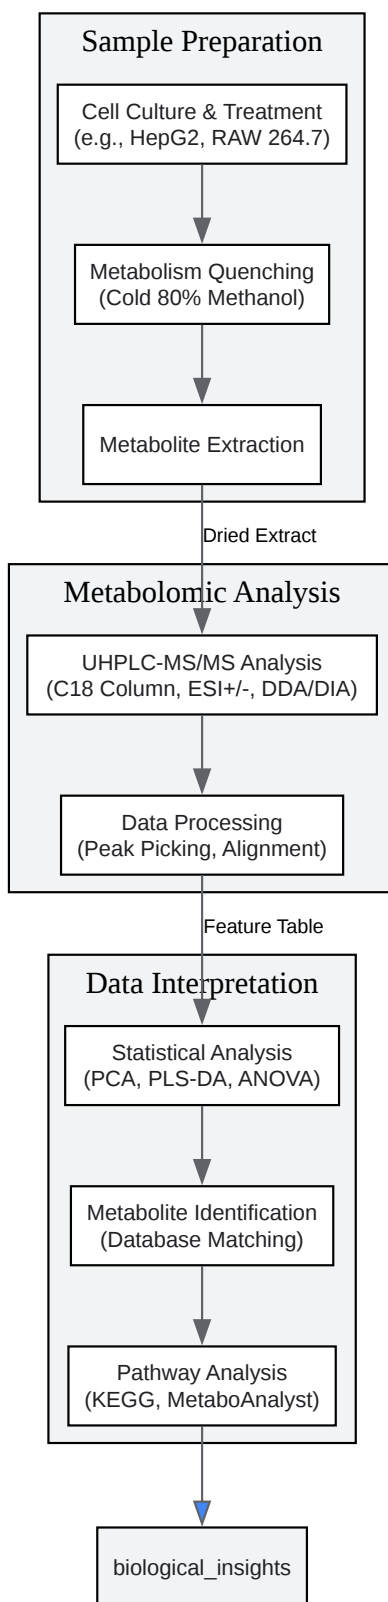 Sample Preparation
Cell Culture & Treatment
(e.g., HepG2, RAW 264.7)
Metabolism Quenching
(Cold 80% Methanol)
Metabolite Extraction
Dried Extract
Metabolomic Analysis
UHPLC-MS/MS Analysis
(C18 Column, ESI+/-, DDA/DIA)
Data Processing
(Peak Picking, Alignment)
Feature Table
Data Interpretation
Statistical Analysis
(PCA, PLS-DA, ANOVA)
Metabolite Identification
(Database Matching)
Pathway Analysis
(KEGG, MetaboAnalyst)
biological_insights